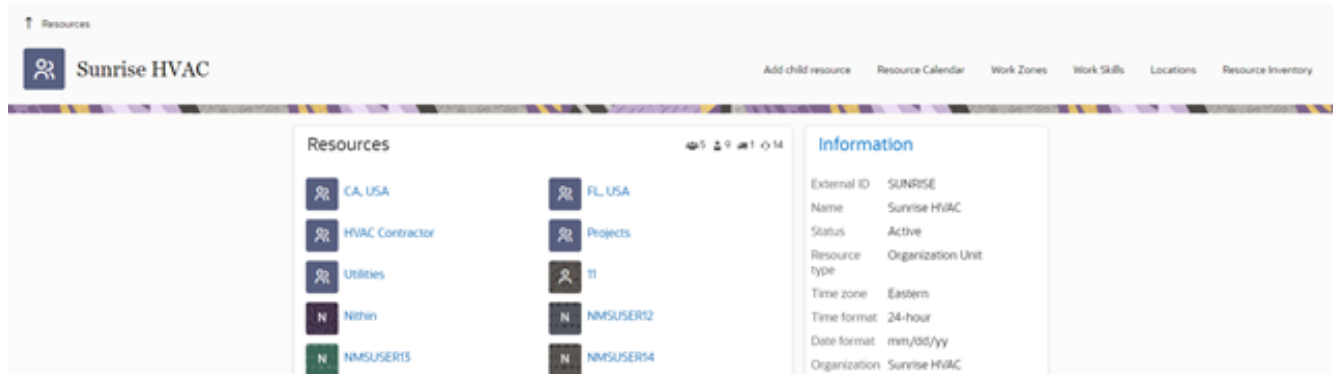 Resources
Sunrise HVAC
Add child resource Resource Calendar Work Zones Work Skills Locations Resource Inventory
Resources
5 9 1 14
CA, USA
FL, USA
HVAC Contractor
Projects
Utilities
11
N Nithin
N NMSUSER12
N NMSUSER13
N NMSUSER14
Information
External ID SUNRISE
Name Sunrise HVAC
Status Active
Resource type Organization Unit
Time zone Eastern
Time format 24-hour
Date format mm/dd/yy
Organization Sunrise HVAC